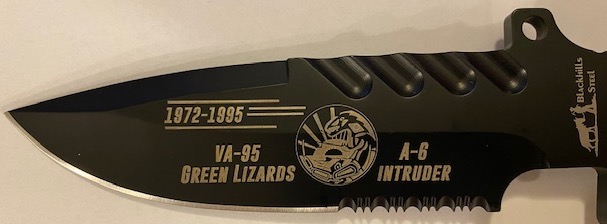 1972-1995
VA-95
GREEN LIZARDS
A-6
INTRUDER
BLACKHILLS
STEEL